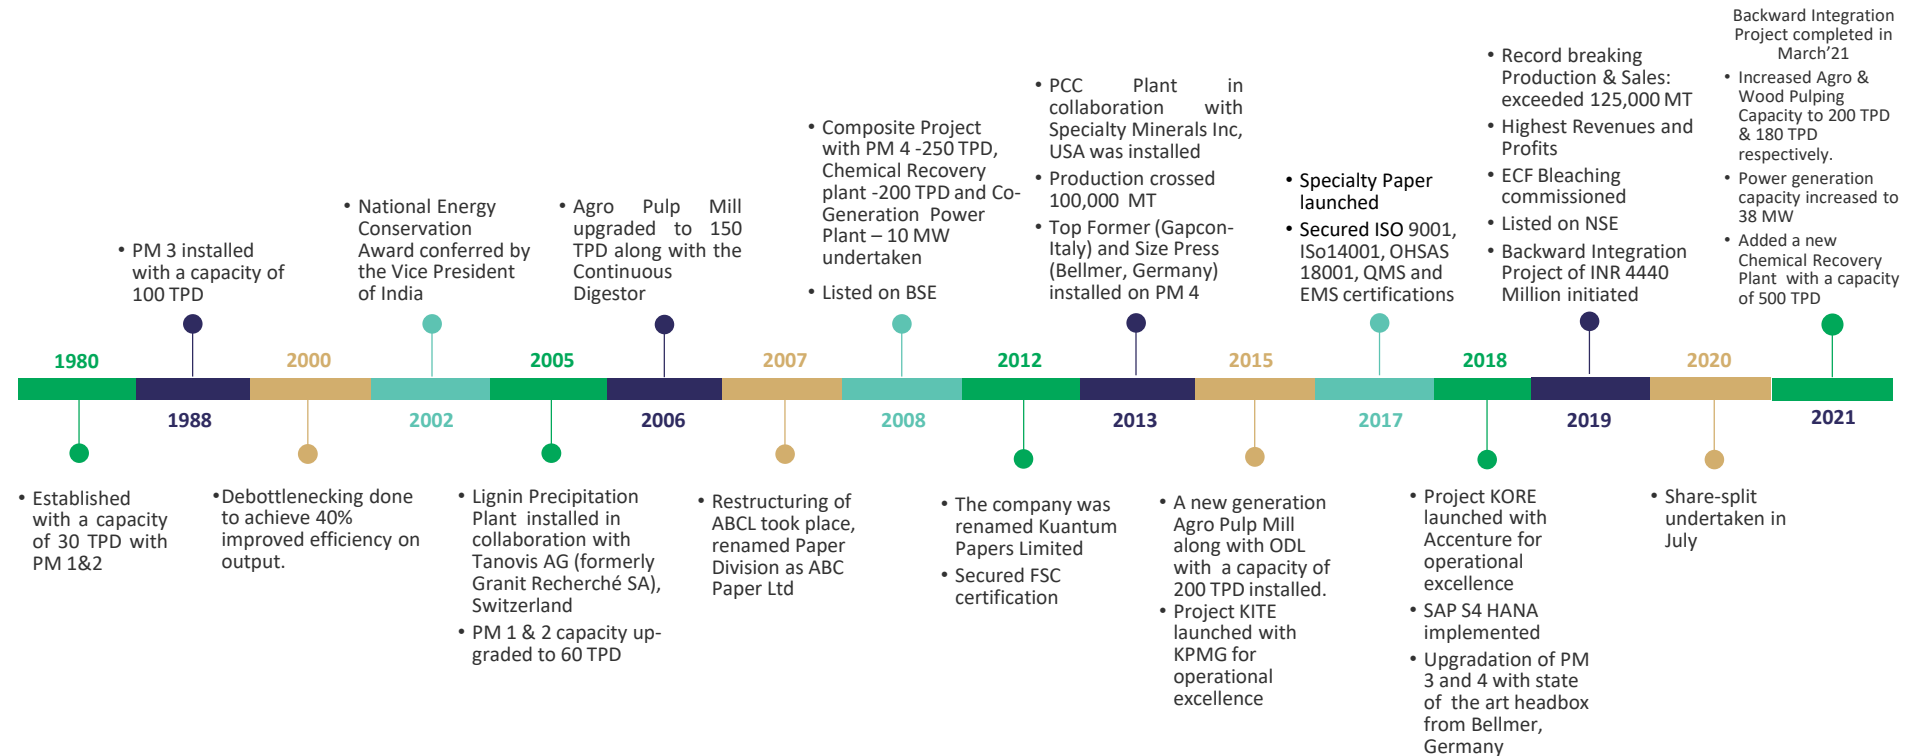 1980
• Established
with a capacity
of 30 TPD with
PM 1&2
• PM 3 installed
with a capacity of
100 TPD
1988
2000
•Debottlenecking done
to achieve 40%
improved efficiency on
output.
• National Energy
Conservation
Award conferred by
the Vice President
of India
2002
2005
• Lignin Precipitation
Plant installed in
collaboration with
Tanovis AG (formerly
Granit Recherché SA),
Switzerland
• PM 1 & 2 capacity up-
graded to 60 TPD
• Agro Pulp Mill
upgraded to 150
TPD along with the
Continuous
Digestor
2006
2007
• Restructuring of
ABCL took place,
renamed Paper
Division as ABC
Paper Ltd
• Composite Project
with PM 4 -250 TPD,
Chemical Recovery
plant -200 TPD and Co-
Generation Power
Plant – 10 MW
undertaken
• Listed on BSE
2008
2012
• The company was
renamed Kuantum
Papers Limited
• Secured FSC
certification
• PCC Plant in
collaboration with
Specialty Minerals Inc,
USA was installed
• Production crossed
100,000 MT
• Top Former (Gapcon-
Italy) and Size Press
(Bellmer, Germany)
installed on PM 4
2013
2015
• A new generation
Agro Pulp Mill
along with ODL
with a capacity of
200 TPD installed.
• Project KITE
launched with
KPMG for
operational
excellence
• Specialty Paper
launched
• Secured ISO 9001,
ISo14001, OHSAS
18001, QMS and
EMS certifications
2017
2018
• Project KORE
launched with
Accenture for
operational
excellence
• SAP S4 HANA
implemented
• Upgradation of PM
3 and 4 with state
of the art headbox
from Bellmer,
Germany
• Record breaking
Production & Sales:
exceeded 125,000 MT
• Highest Revenues and
Profits
• ECF Bleaching
commissioned
• Listed on NSE
• Backward Integration
Project of INR 4440
Million initiated
2019
2020
• Share-split
undertaken in
July
Backward Integration
Project completed in
March'21
• Increased Agro &
Wood Pulping
Capacity to 200 TPD
& 180 TPD
respectively.
• Power generation
capacity increased to
38 MW
• Added a new
Chemical Recovery
Plant with a capacity
of 500 TPD
2021